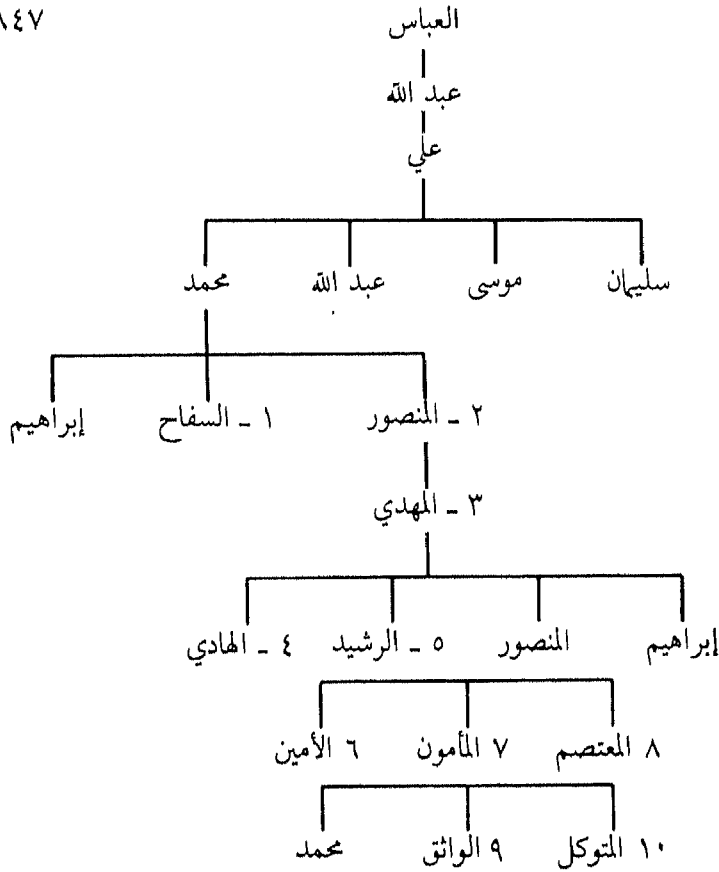 ٨٤٧
العباس
عبد الله
علي
سليمان موسى عبد الله محمد
٢ ـ المنصور ١ ـ السفاح إبراهيم
٣ ـ المهدي
إبراهيم المنصور ٥ ـ الرشيد ٤ ـ الهادي
٨ المعتصم ٧ المأمون ٦ الأمين
١٠ المتوكل ٩ الواثق محمد